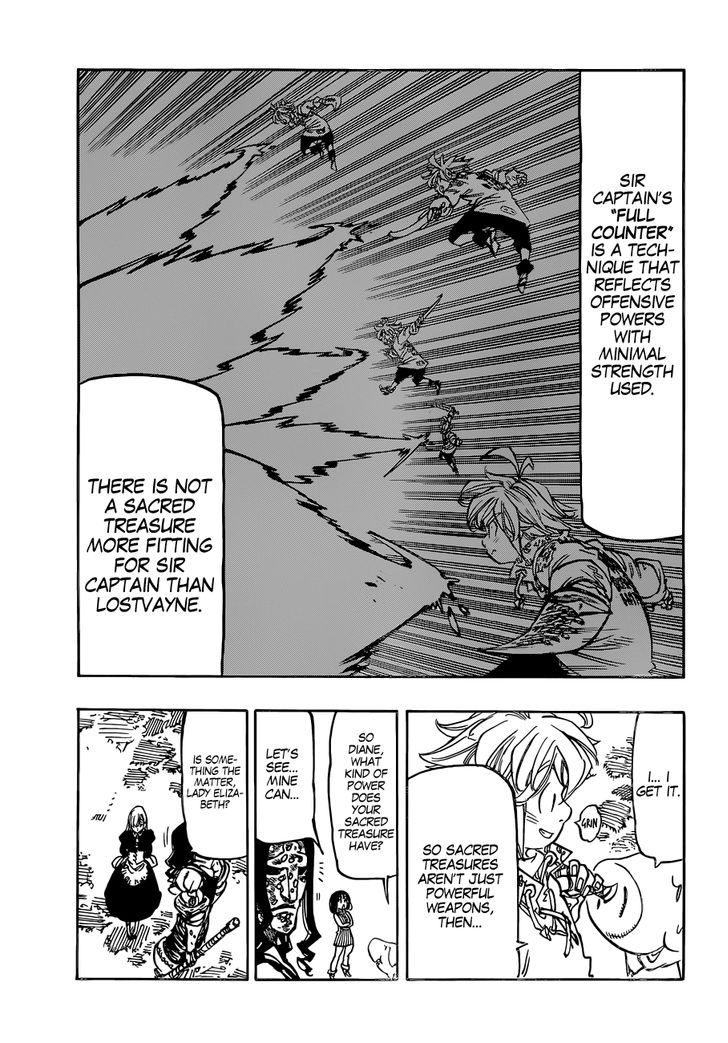 SIR
CAPTAIN'S
"FULL
COUNTER"
IS A TECH-
NIQUE THAT
REFLECTS
OFFENSIVE
POWERS
WITH
MINIMAL
STRENGTH
USED.
THERE IS NOT
A SACRED
TREASURE
MORE FITTING
FOR SIR
CAPTAIN THAN
LOSTVAYNE.
I... I
GET IT.
GRIN
SO SACRED
TREASURES
AREN'T JUST
POWERFUL
WEAPONS,
THEN...
SO
DIANE,
WHAT
KIND OF
POWER
DOES
YOUR
SACRED
TREASURE
HAVE?
LET'S
SEE...
MINE
CAN...
IS SOME-
THING THE
MATTER,
LADY ELIZA-
BETH?